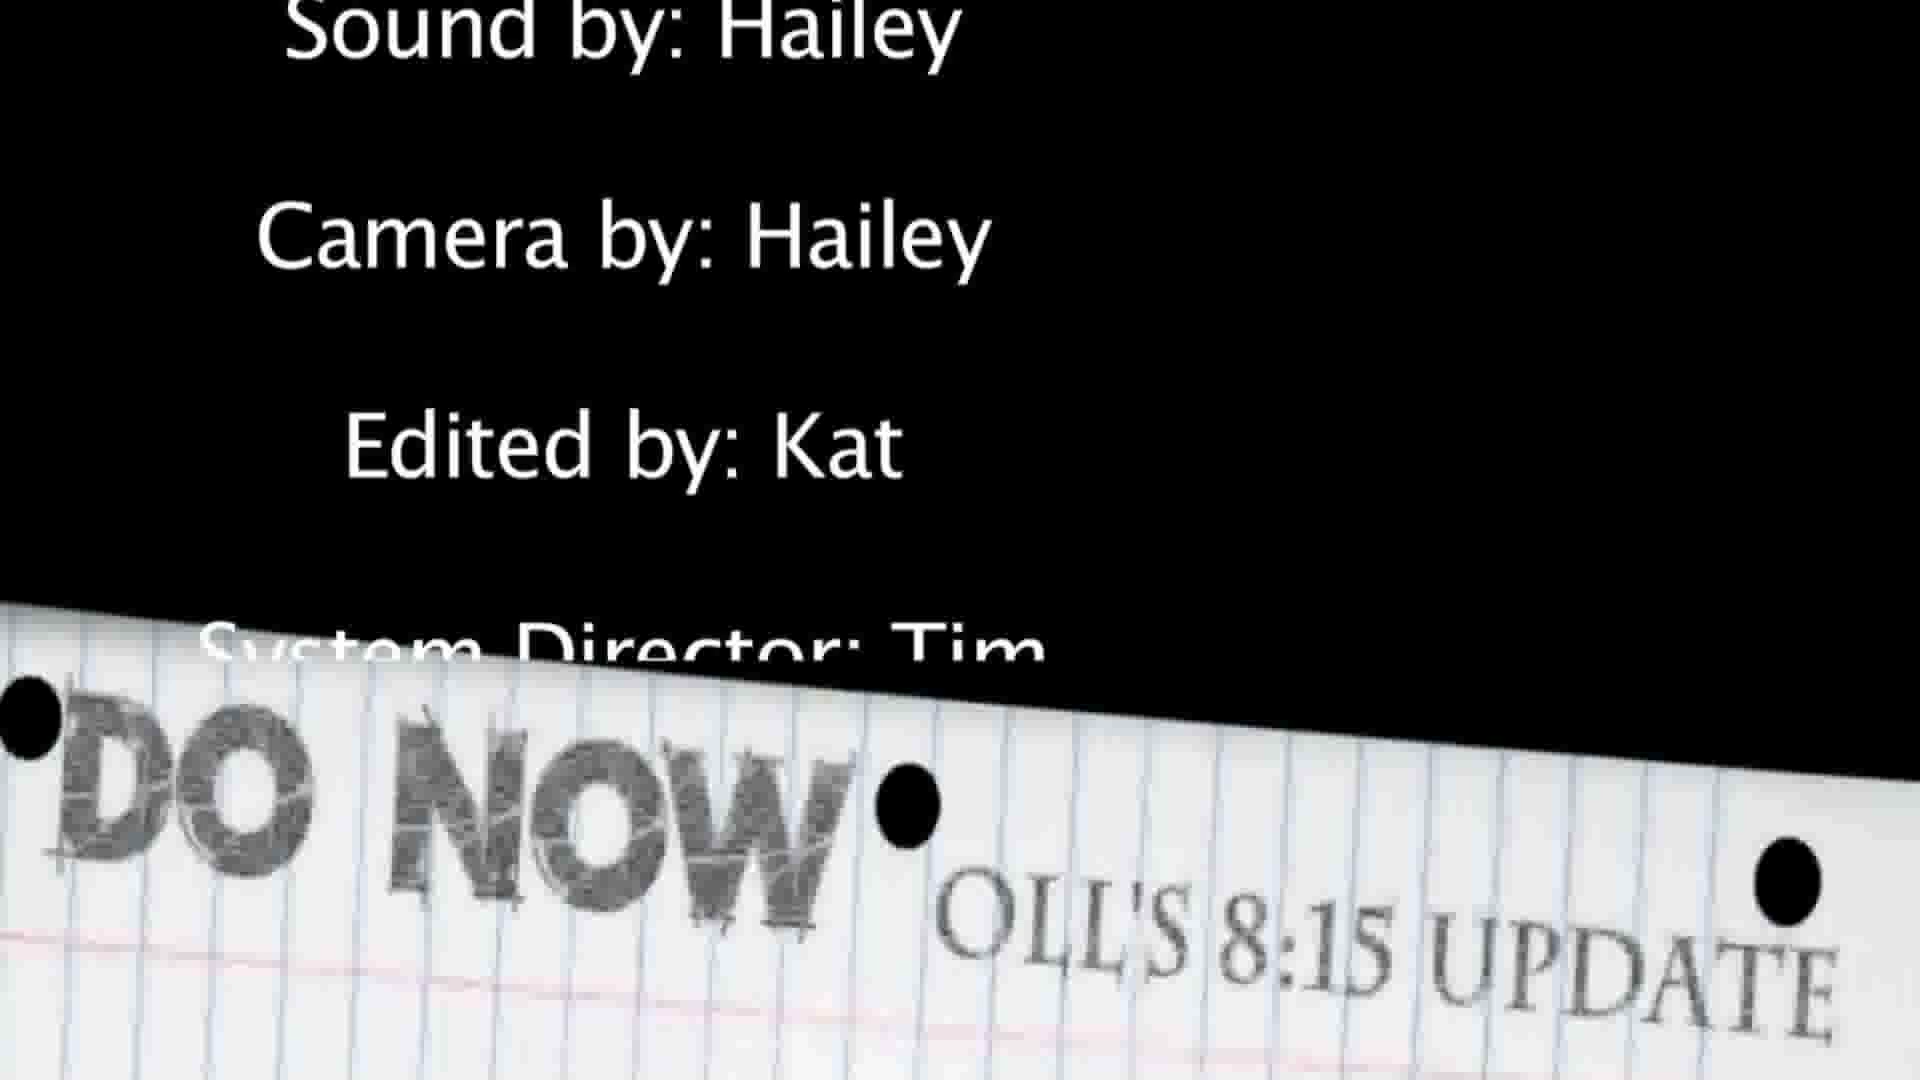 Sound by: Hailey
Camera by: Hailey
Edited by: Kat
System Director: Tim
DO NOW
OLL'S 8:15 UPDATE